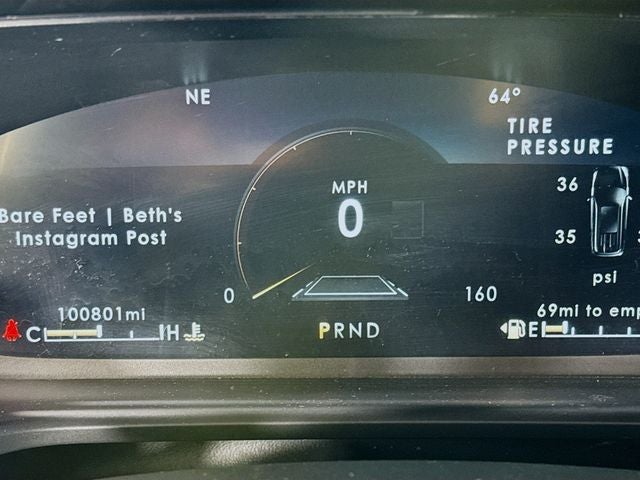 NE
64°
TIRE
PRESSURE
MPH
0
36
35
Bare Feet | Beth's
Instagram Post
psi
0
160
100801mi
69mi to emp
C H
PRND
E